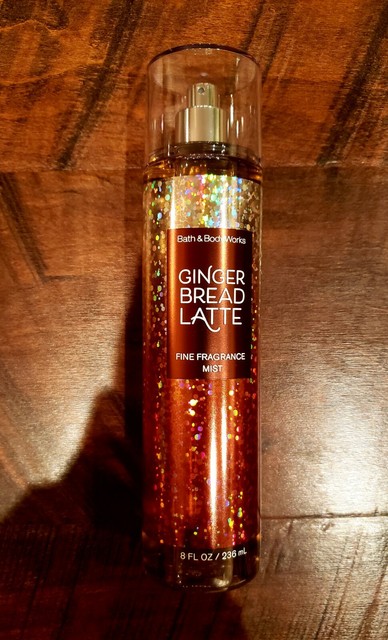 Bath & Body Works
GINGER
BREAD
LATTE
FINE FRAGRANCE
MIST
8 FL OZ / 236 mL